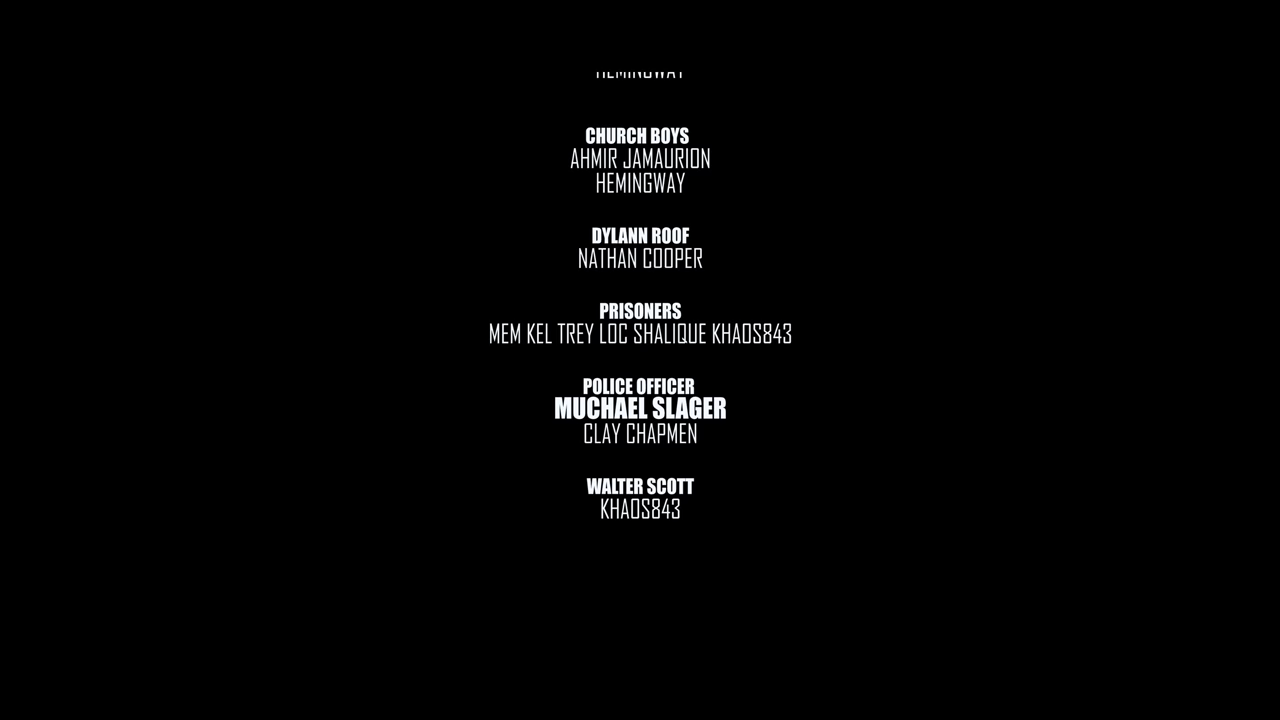 HEMINGWAY
CHURCH BOYS
AHMIR JAMAURION
HEMINGWAY
DYLANN ROOF
NATHAN COOPER
PRISONERS
MEM KEL TREY LOC SHALIQUE KHAOS843
POLICE OFFICER
MUCHAEL SLAGER
CLAY CHAPMEN
WALTER SCOTT
KHAOS843